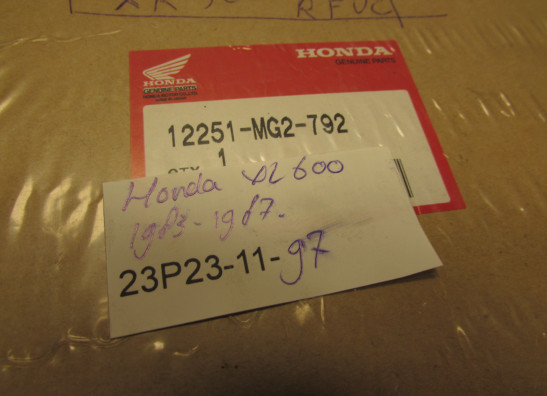 HONDA
HONDA
GENUINE PARTS
GENUINE PARTS
12251-MG2-792
1
Honda XL600
1983-1987.
23P23-11-97